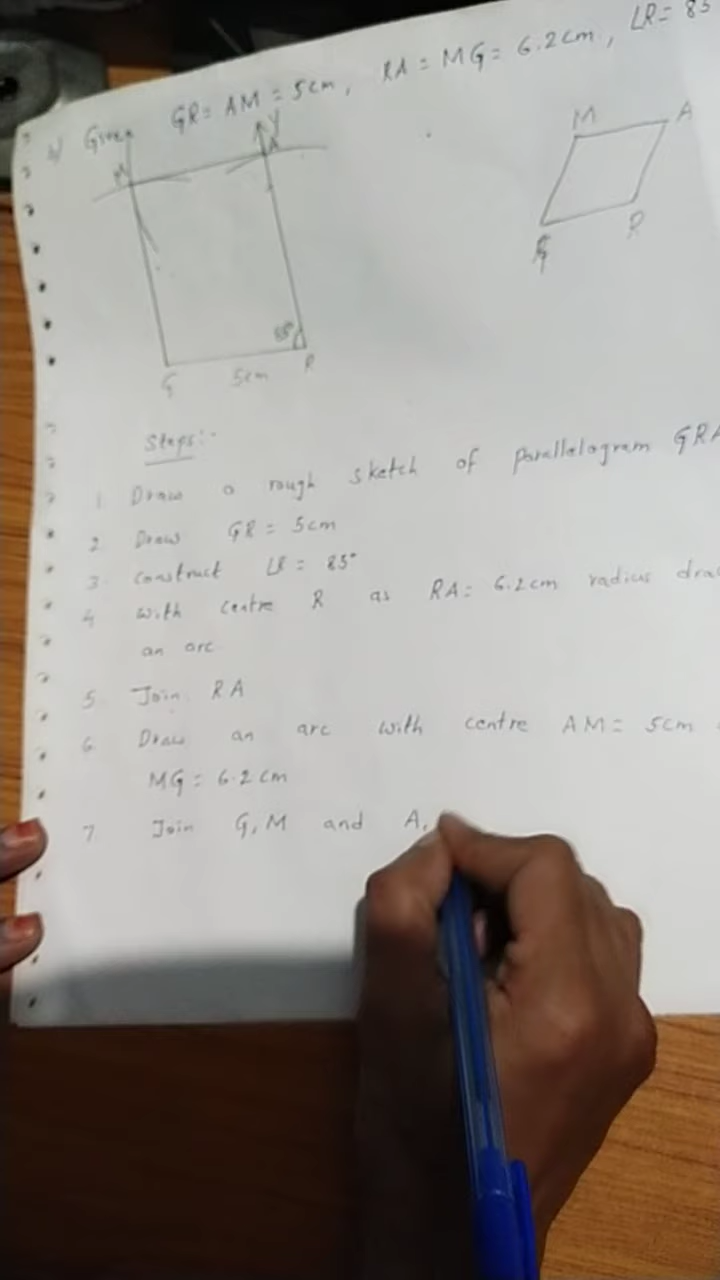 b) Given GR = AM = 5cm, RA = MG = 6.2cm, ∠R = 85
M A
G R
M A Y
85°
G 5cm R
Steps:-
1. Draw a rough sketch of parallelogram GRA
2. Draw GR = 5cm
3. construct ∠R = 85°
4 with centre R as RA = 6.2cm radius dra
an arc
5. Join RA
6. Draw an arc with centre AM = 5cm
MG = 6.2cm
7 Join G, M and A,